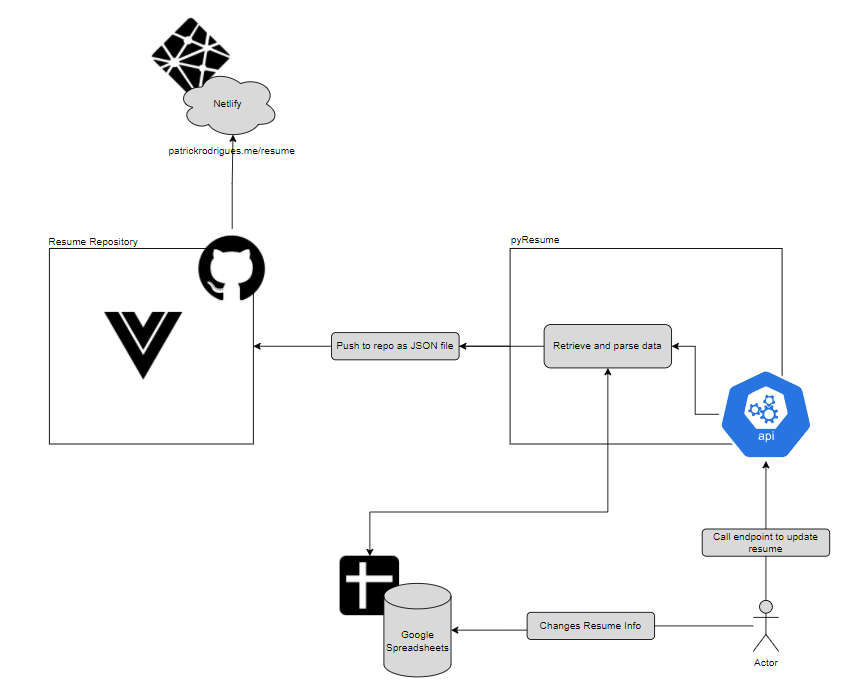 Netlify
patrickrodrigues.me/resume
Resume Repository
pyResume
Push to repo as JSON file
Retrieve and parse data
api
Call endpoint to update
resume
Google
Spreadsheets
Changes Resume Info
Actor